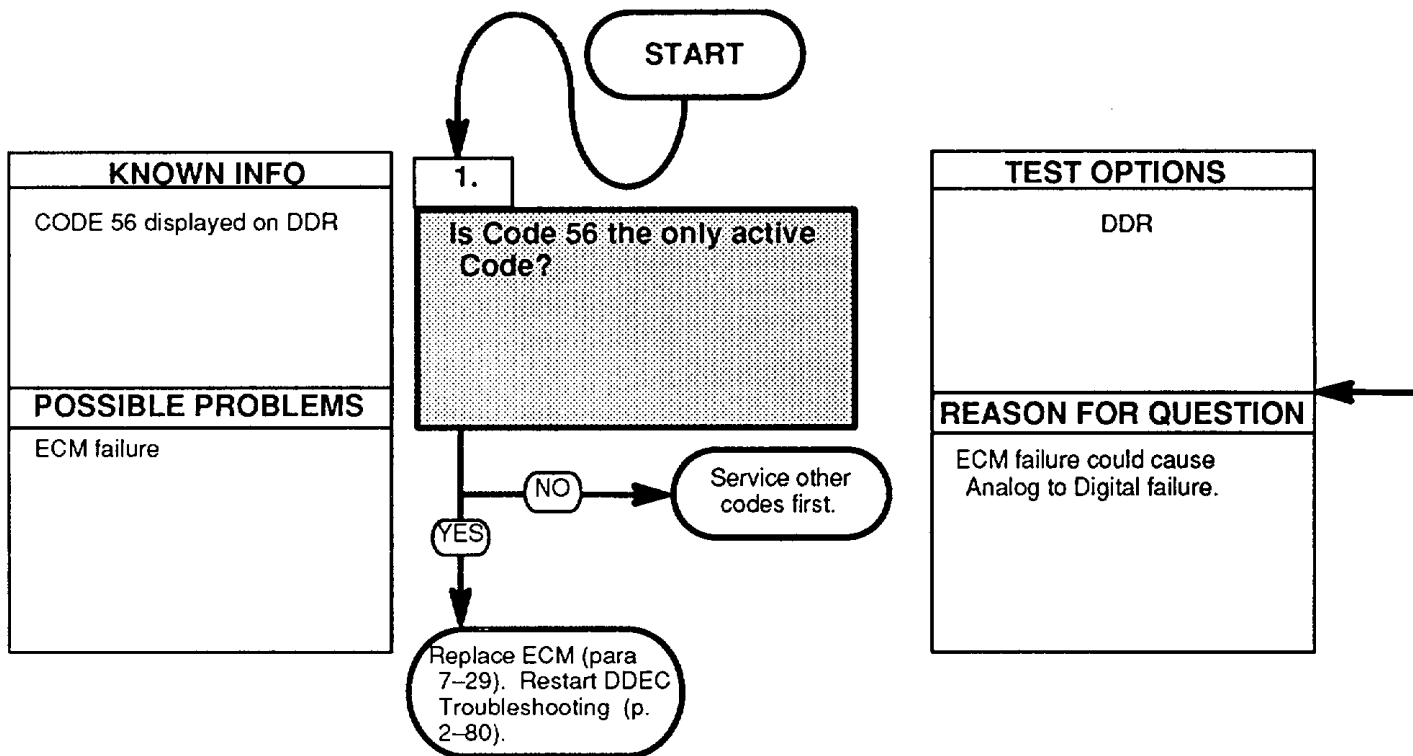 START
KNOWN INFO
CODE 56 displayed on DDR
POSSIBLE PROBLEMS
ECM failure
1.
Is Code 56 the only active
Code?
NO
Service other
codes first.
YES
Replace ECM (para
7–29). Restart DDEC
Troubleshooting (p.
2–80).
TEST OPTIONS
DDR
REASON FOR QUESTION
ECM failure could cause
Analog to Digital failure.